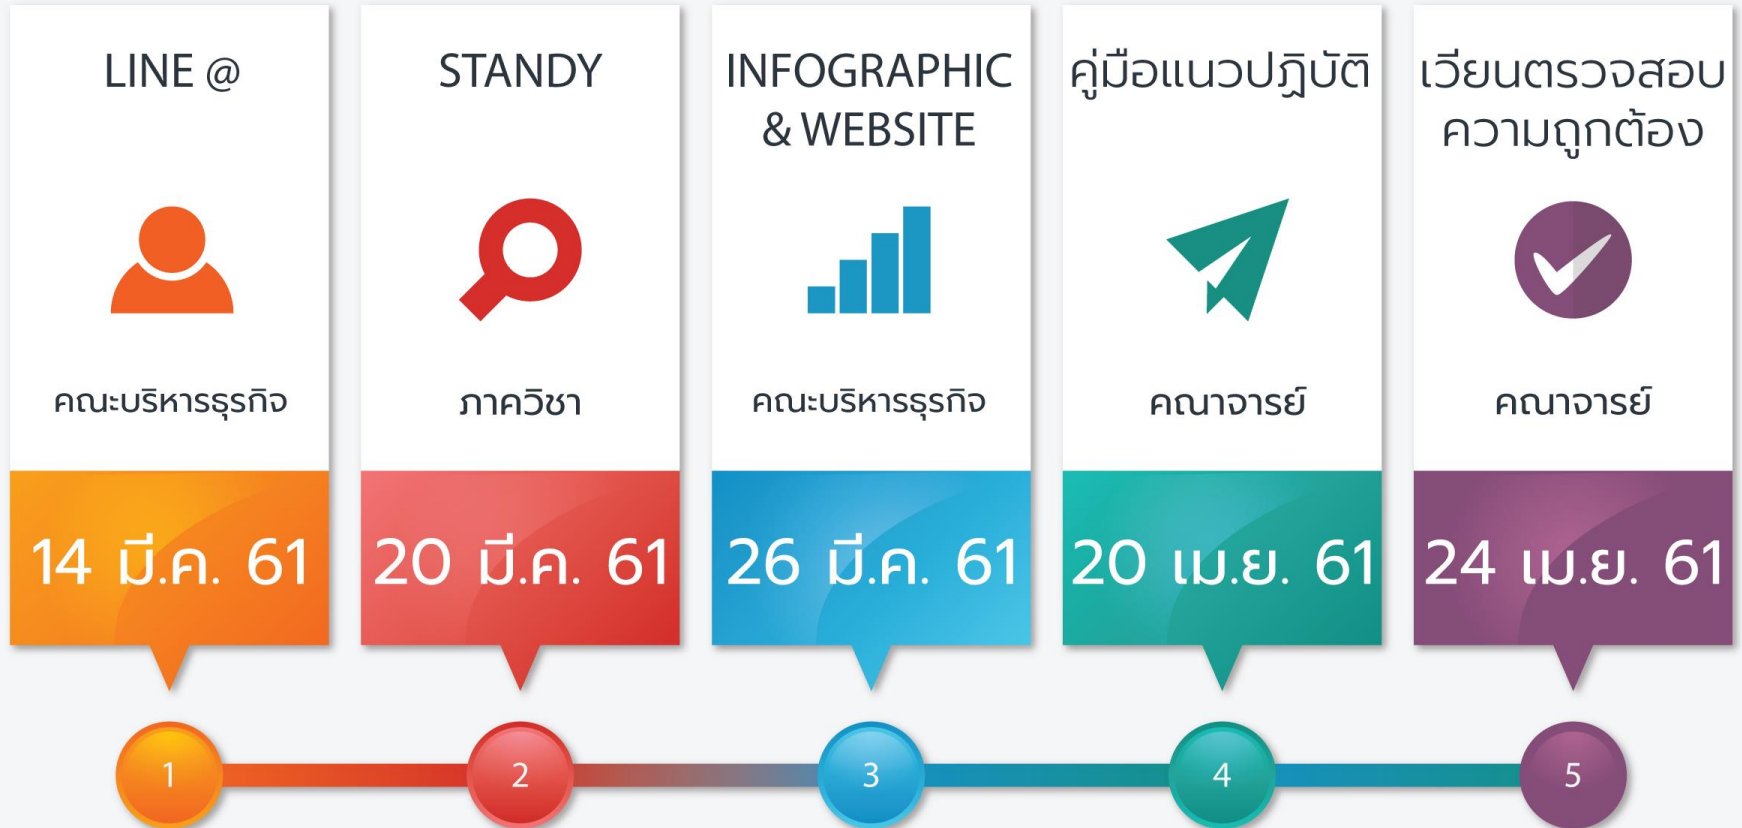 LINE @
คณะบริหารธุรกิจ
14 มี.ค. 61
1
STANDY
ภาควิชา
20 มี.ค. 61
2
INFOGRAPHIC
& WEBSITE
คณะบริหารธุรกิจ
26 มี.ค. 61
3
คู่มือแนวปฏิบัติ
คณาจารย์
20 เม.ย. 61
4
เวียนตรวจสอบ
ความถูกต้อง
คณาจารย์
24 เม.ย. 61
5